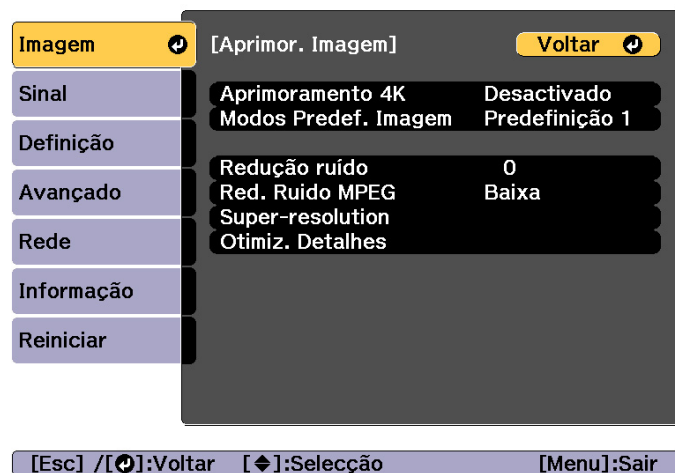 Imagem
Sinal
Definição
Avançado
Rede
Informação
Reiniciar
[Aprimor. Imagem]
Voltar
Aprimoramento 4K Desactivado
Modos Predef. Imagem Predefinição 1
Redução ruído 0
Red. Ruido MPEG Baixa
Super-resolution
Otimiz. Detalhes
[Esc] /[ ]:Voltar [ ]:Selecção [Menu]:Sair